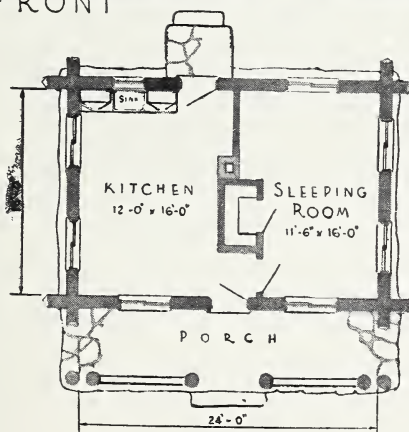 FRONT
SINK
KITCHEN
12'-0" x 16'-0"
SLEEPING
ROOM
11'-6" x 16'-0"
PORCH
24'-0"